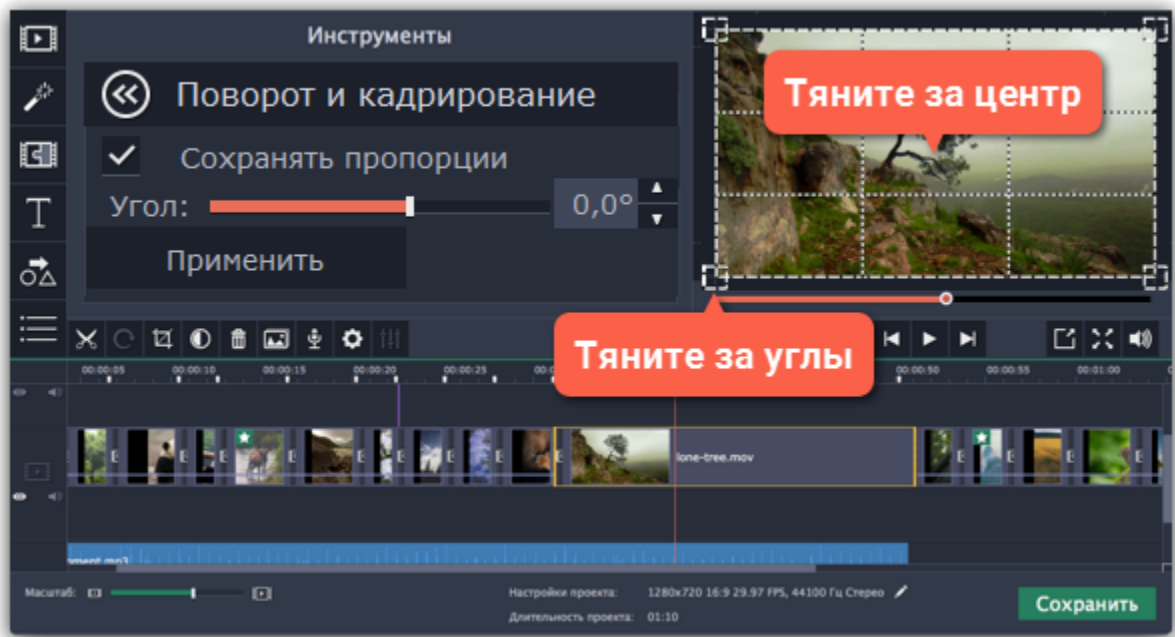 Инструменты
Поворот и кадрирование
Сохранять пропорции
Угол:
0,0°
Применить
Тяните за центр
Тяните за углы
00:00:05 00:00:10 00:00:15 00:00:20 00:00:25 00:00:50 00:00:55 00:01:00
lone-tree.mov
Масштаб:
Настройки проекта: 1280x720 16:9 29.97 FPS, 44100 Гц Стерео
Длительность проекта: 01:10
Сохранить